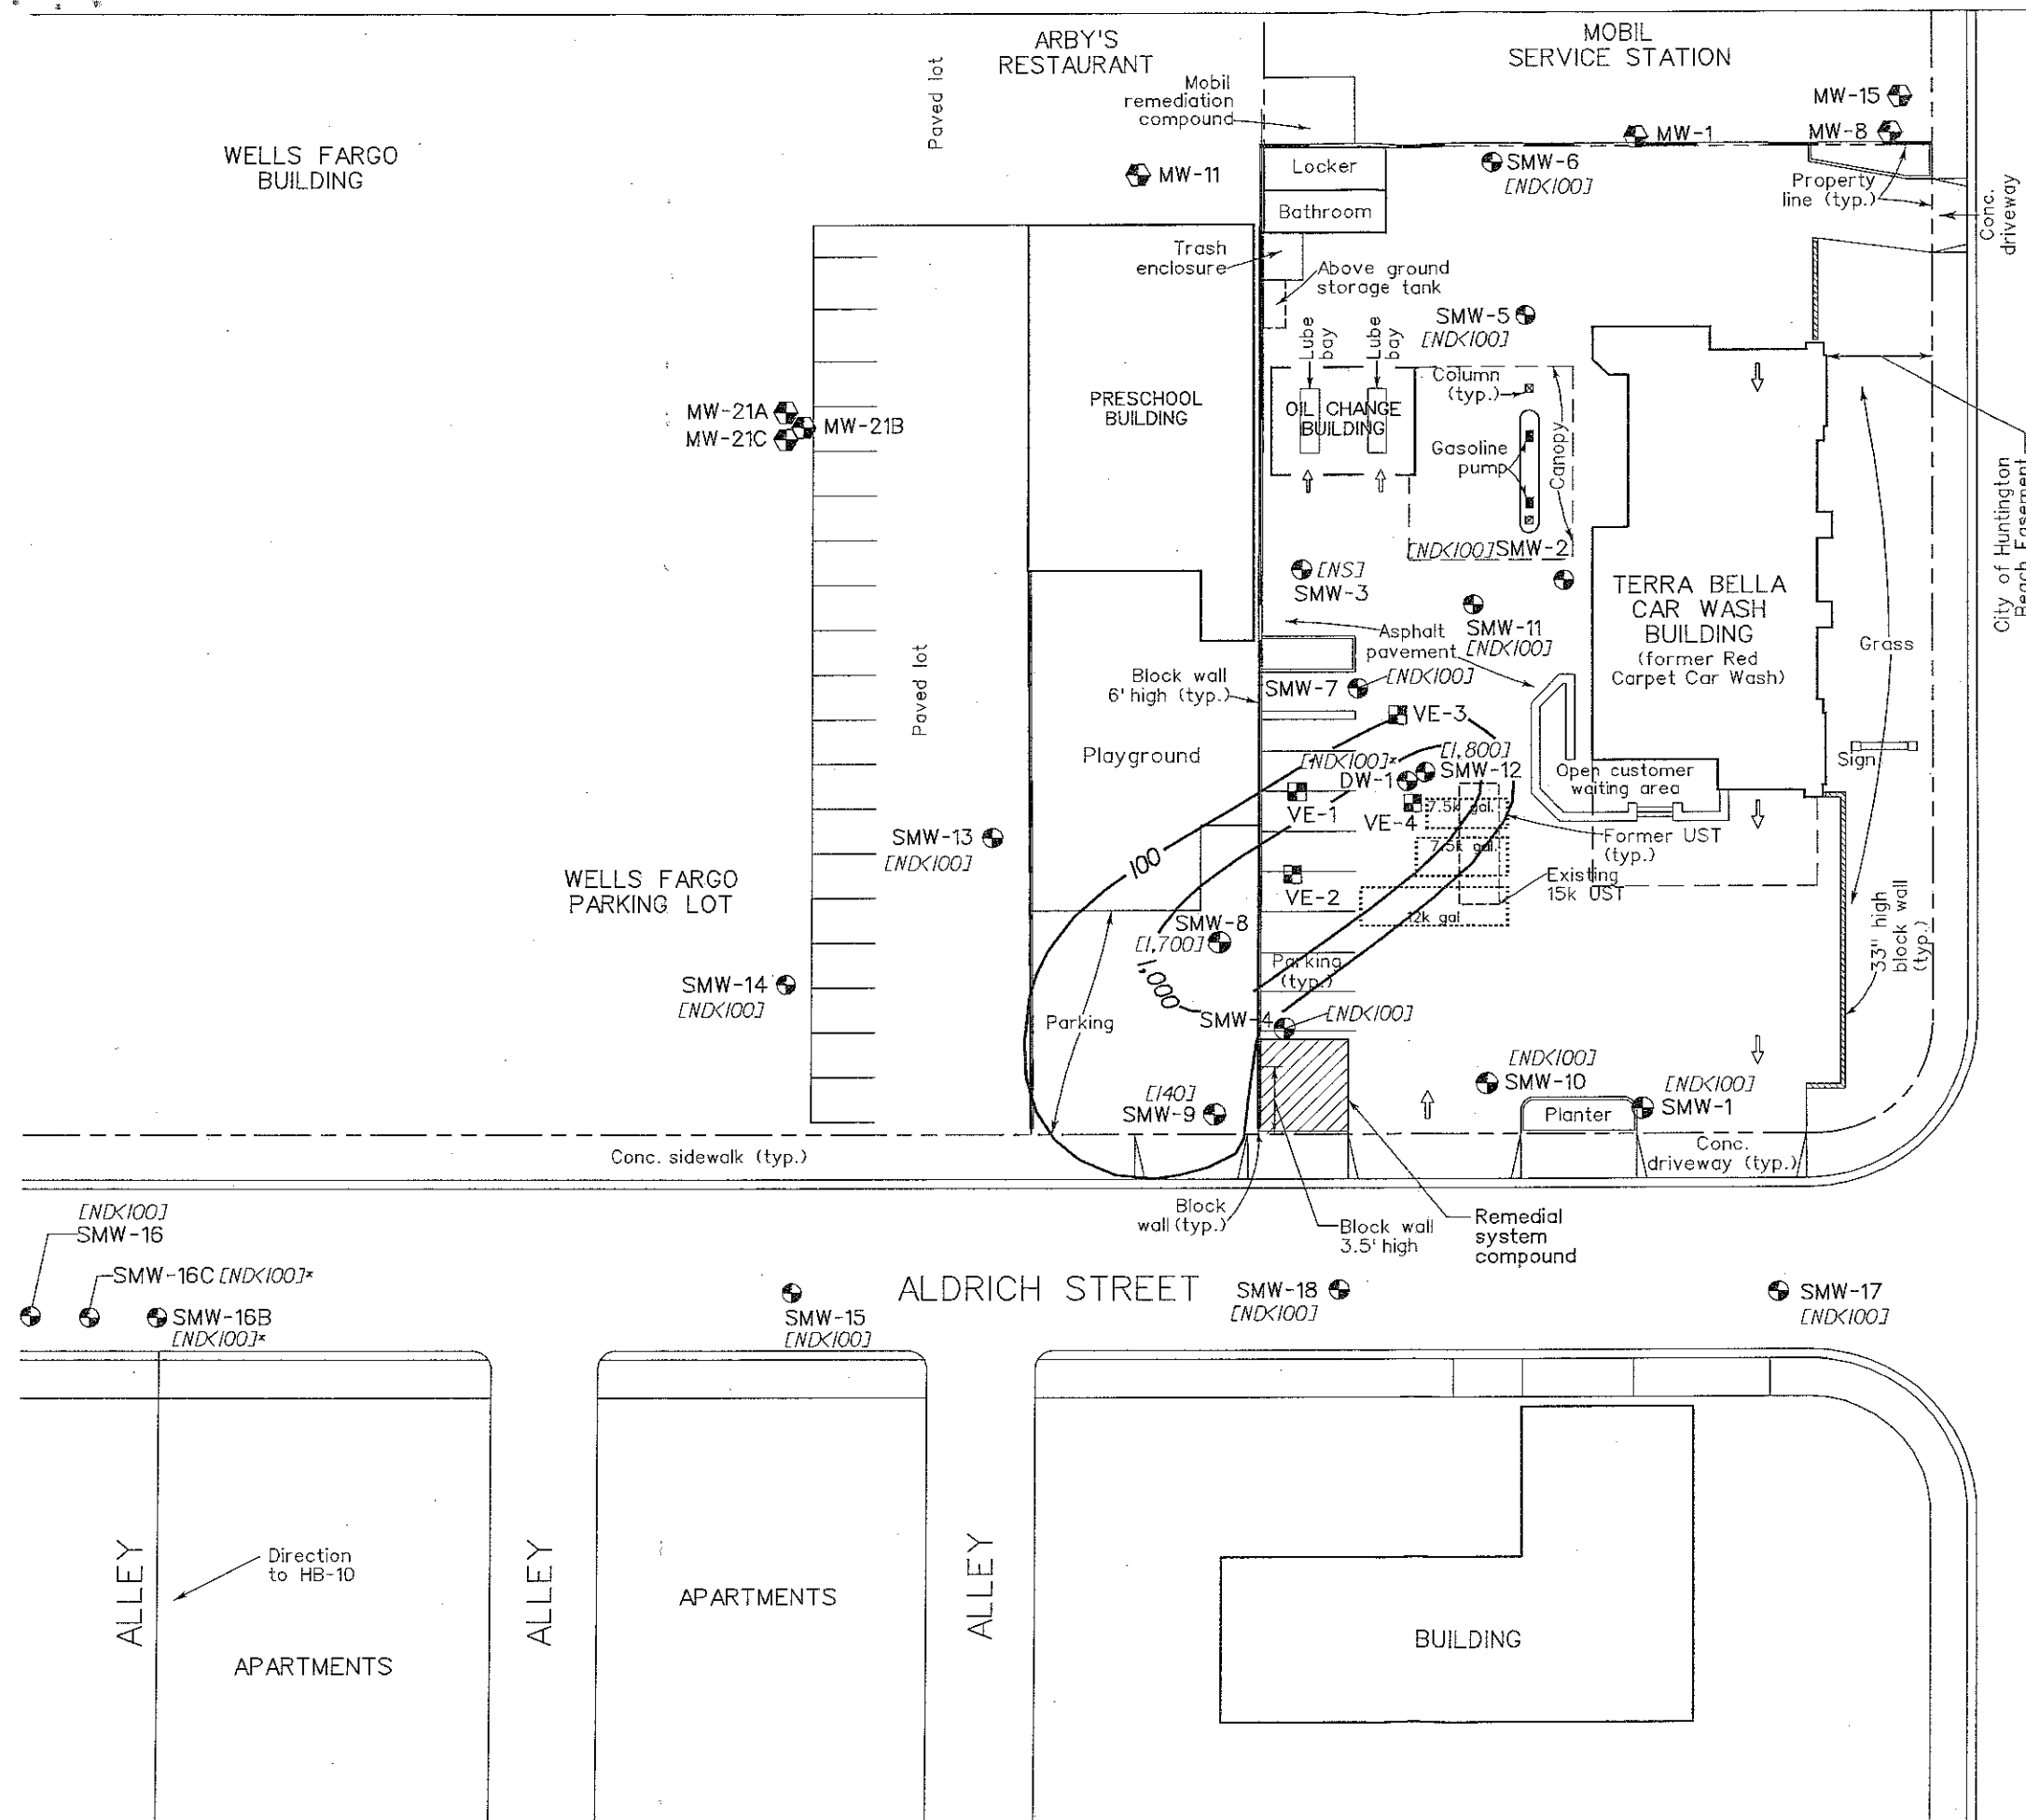 ARBY'S
RESTAURANT
MOBIL
SERVICE STATION
Paved lot
Mobil
remediation
compound
MW-15
MW-1
MW-8
WELLS FARGO
BUILDING
MW-11
Locker
SMW-6
[ND<100]
Property
line (typ.)
Conc.
driveway
Bathroom
Trash
enclosure
Above ground
storage tank
SMW-5
[ND<100]
Lube
bay
Lube
bay
Column
(typ.)
PRESCHOOL
BUILDING
OIL CHANGE
BUILDING
MW-21A
MW-21B
MW-21C
Gasoline
pump
Canopy
City of Huntington
Beach Easement
[ND<100] SMW-2
[NS]
SMW-3
TERRA BELLA
CAR WASH
BUILDING
(former Red
Carpet Car Wash)
Grass
Asphalt
pavement
SMW-11
[ND<100]
Paved lot
Block wall
6' high (typ.)
SMW-7
[ND<100]
VE-3
Playground
[ND<100]*
[1,800]
DW-1
SMW-12
Open customer
waiting area
Sign
VE-1
VE-4
7.5k gal.
Former UST
(typ.)
SMW-13
[ND<100]
100
7.5k gal.
WELLS FARGO
PARKING LOT
VE-2
Existing
15k UST
12k gal
SMW-8
[1,700]
1,000
33" high
block wall
(typ.)
Parking
(typ.)
SMW-14
[ND<100]
Parking
SMW-4
[ND<100]
[ND<100]
SMW-10
[ND<100]
SMW-1
[140]
SMW-9
Planter
Conc. sidewalk (typ.)
Conc.
driveway (typ.)
Block
wall (typ.)
Block wall
3.5' high
Remedial
system
compound
[ND<100]
SMW-16
SMW-16C [ND<100]*
SMW-16B
[ND<100]*
SMW-15
[ND<100]
ALDRICH STREET
SMW-18
[ND<100]
SMW-17
[ND<100]
ALLEY
Direction
to HB-10
ALLEY
APARTMENTS
ALLEY
BUILDING
APARTMENTS